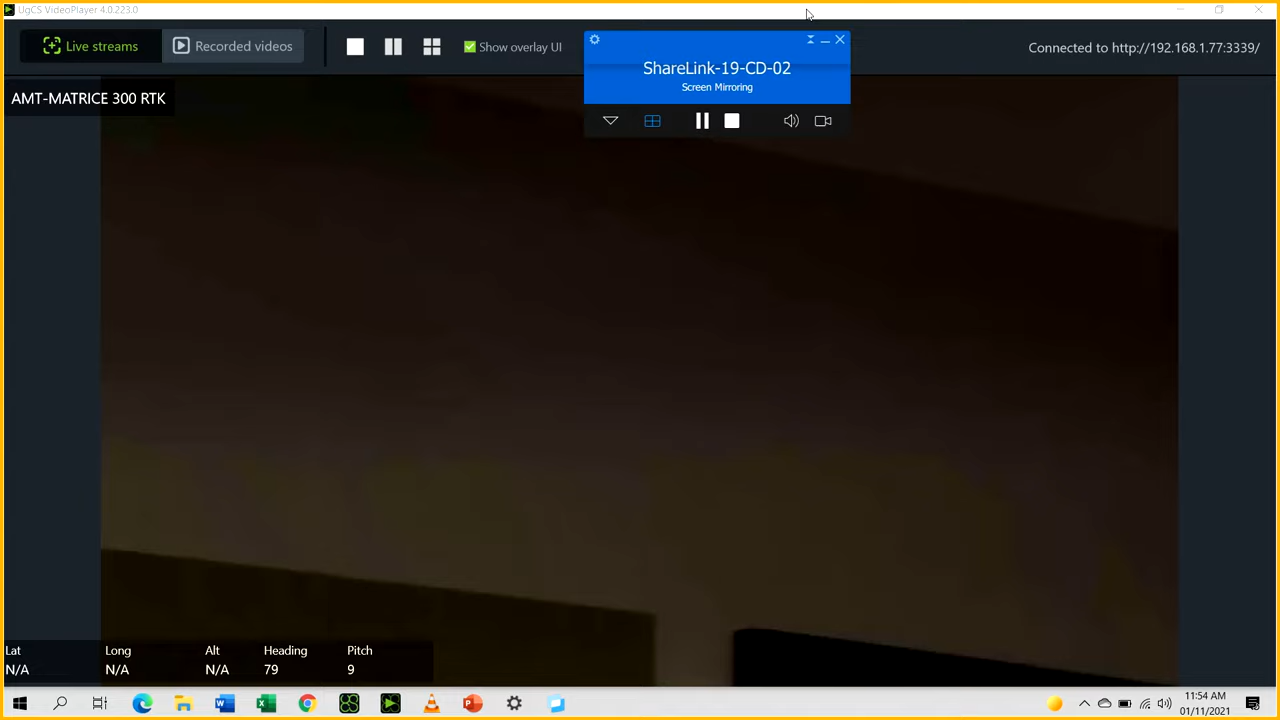 UgCS VideoPlayer 4.0.223.0
Live streams
Recorded videos
Show overlay UI
Connected to http://192.168.1.77:3339/
ShareLink-19-CD-02
Screen Mirroring
AMT-MATRICE 300 RTK
Lat Long Alt Heading Pitch
N/A N/A N/A 79 9
11:54 AM
01/11/2021